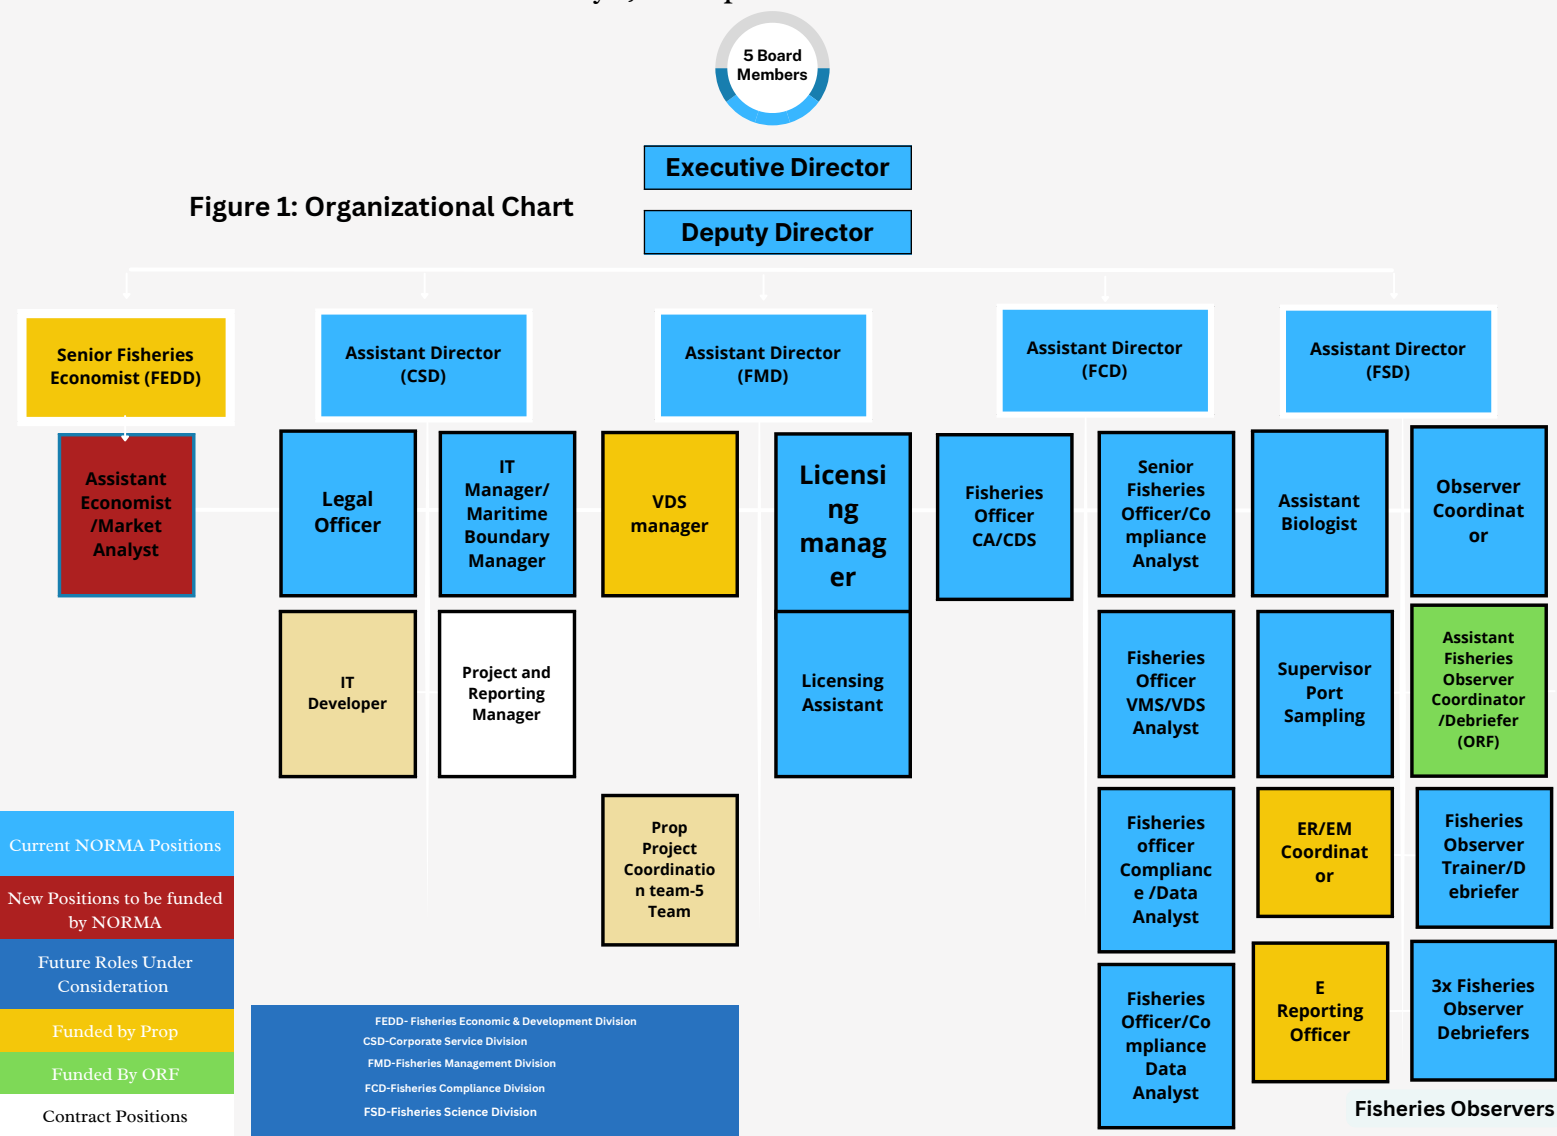 5 Board
Members
Executive Director
Figure 1: Organizational Chart
Deputy Director
Senior Fisheries
Economist (FEDD)
Assistant Director
(CSD)
Assistant Director
(FMD)
Assistant Director
(FCD)
Assistant Director
(FSD)
Assistant
Economist
/Market
Analyst
Legal
Officer
IT
Manager/
Maritime
Boundary
Manager
VDS
manager
Licensi
ng
manag
er
Fisheries
Officer
CA/CDS
Senior
Fisheries
Officer/Co
mpliance
Analyst
Assistant
Biologist
Observer
Coordinat
or
IT
Developer
Project and
Reporting
Manager
Licensing
Assistant
Fisheries
Officer
VMS/VDS
Analyst
Supervisor
Port
Sampling
Assistant
Fisheries
Observer
Coordinator
/Debriefer
(ORF)
Prop
Project
Coordinatio
n team-5
Team
Fisheries
officer
Complianc
e /Data
Analyst
ER/EM
Coordinat
or
Fisheries
Observer
Trainer/D
ebriefer
Fisheries
Officer/Co
mpliance
Data
Analyst
E
Reporting
Officer
3x Fisheries
Observer
Debriefers
Fisheries Observers
Current NORMA Positions
New Positions to be funded
by NORMA
Future Roles Under
Consideration
Funded by Prop
Funded By ORF
Contract Positions
FEDD- Fisheries Economic & Development Division
CSD-Corporate Service Division
FMD-Fisheries Management Division
FCD-Fisheries Compliance Division
FSD-Fisheries Science Division